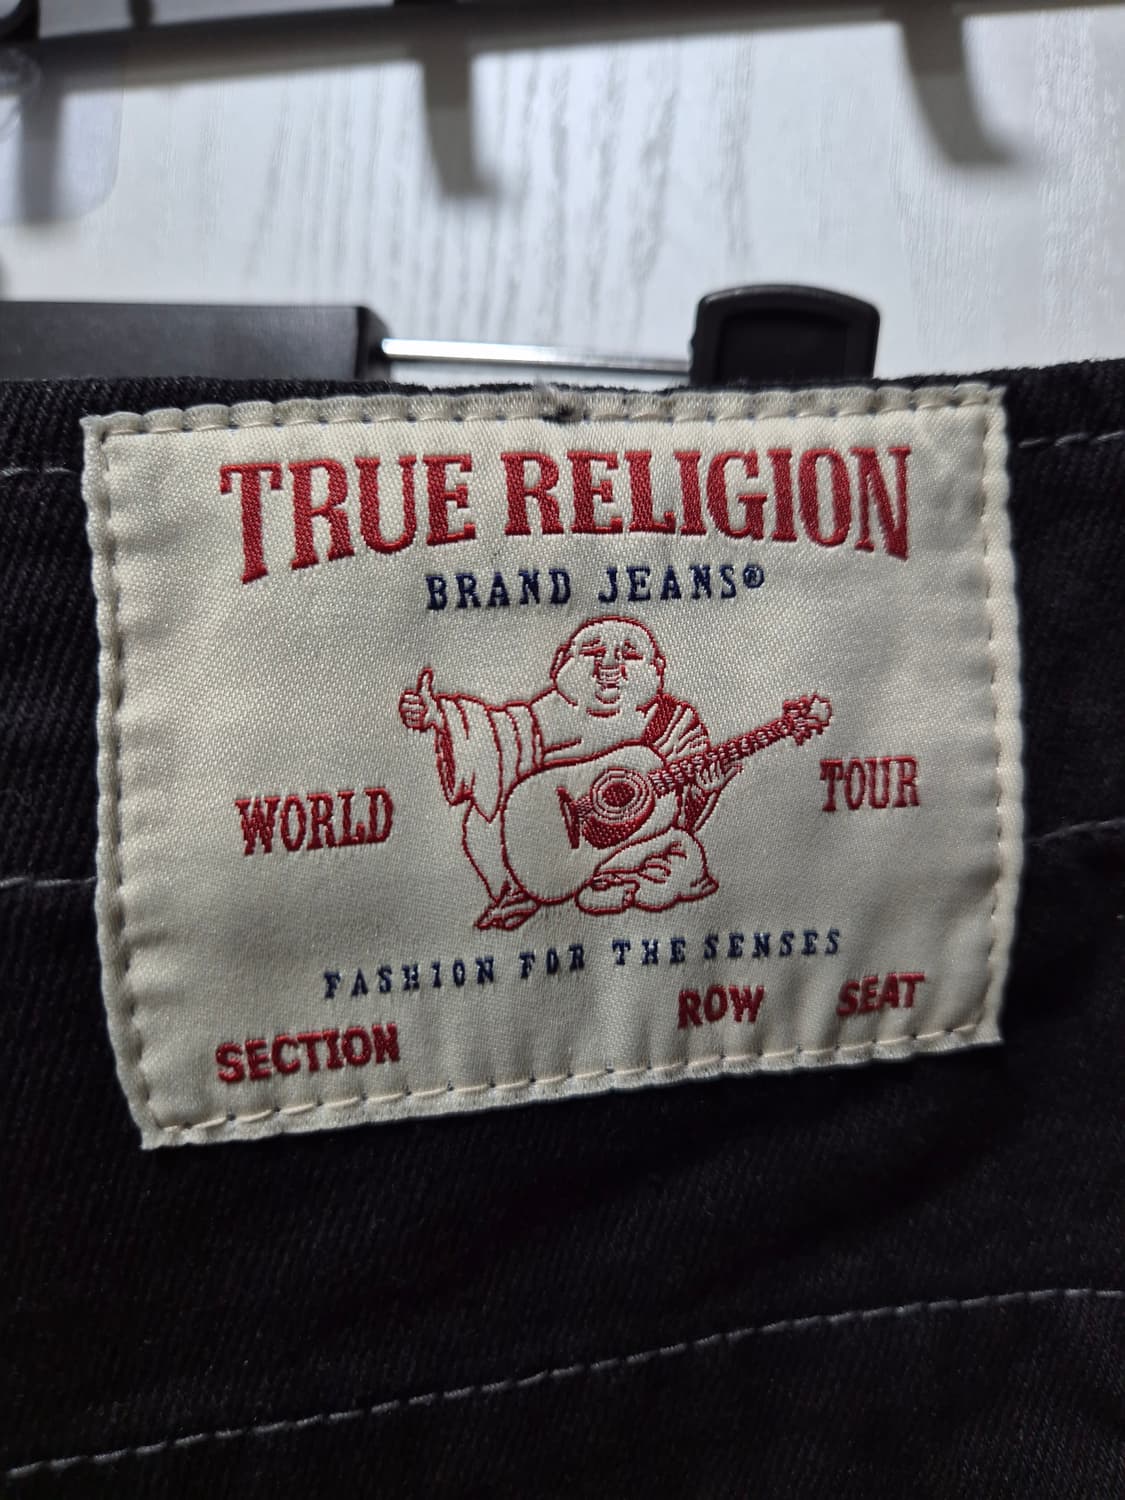 TRUE RELIGION
BRAND JEANS®
WORLD TOUR
FASHION FOR THE SENSES
SECTION ROW SEAT